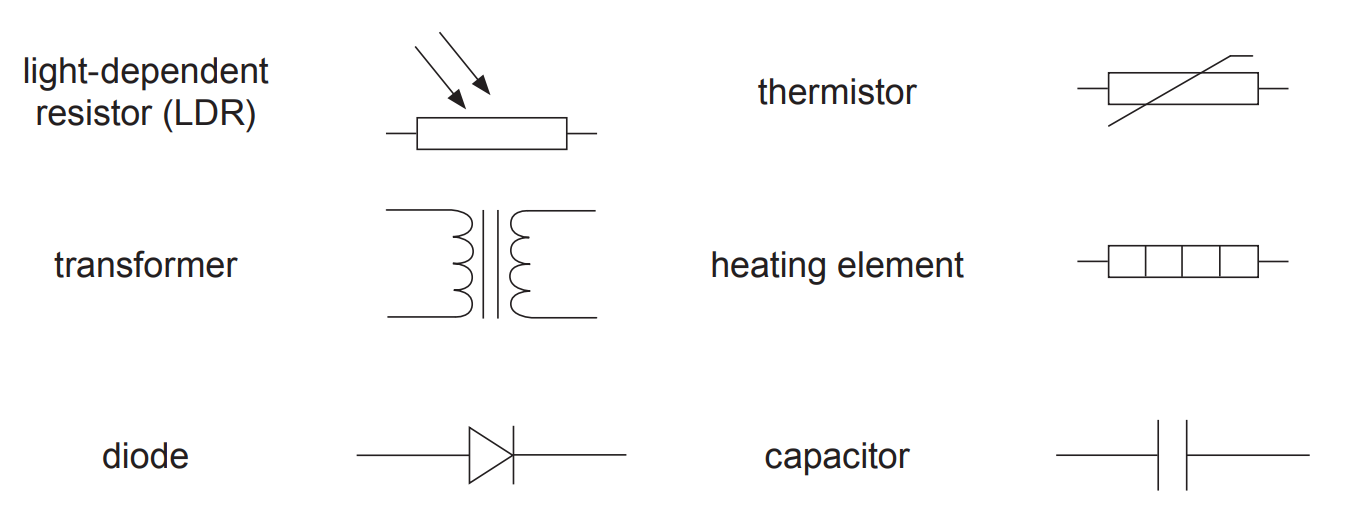 light-dependent
resistor (LDR)
thermistor
transformer
heating element
diode
capacitor